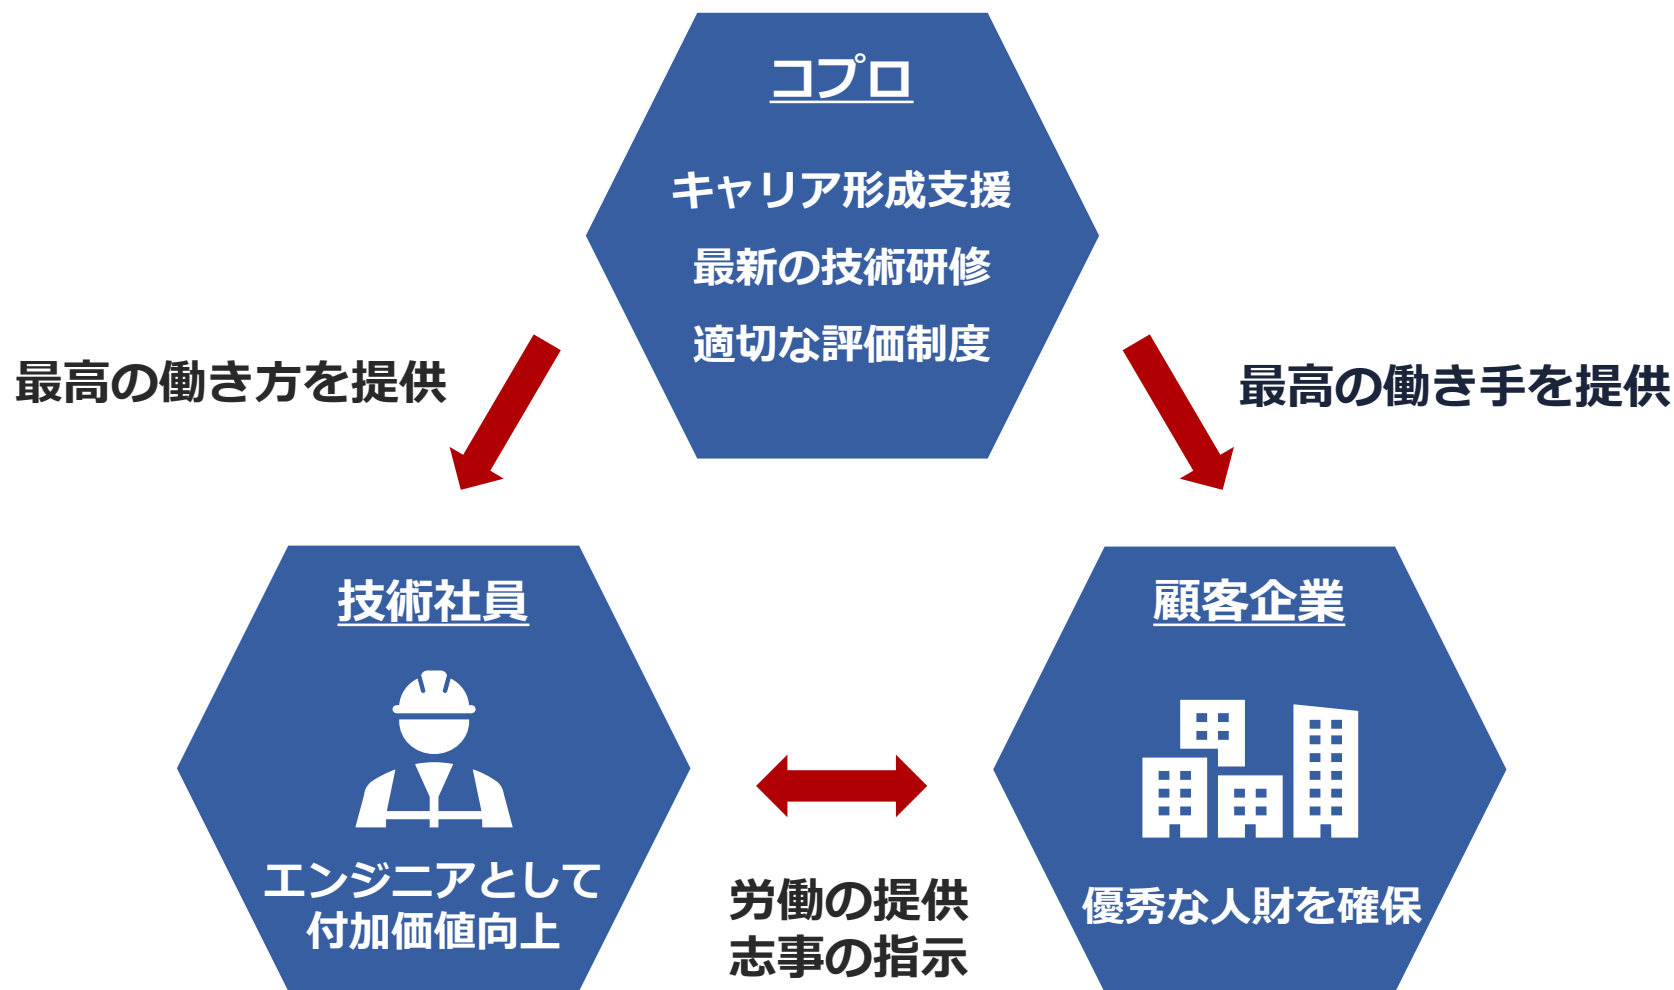 コプロ
キャリア形成支援
最新の技術研修
適切な評価制度
最高の働き方を提供
最高の働き手を提供
技術社員
エンジニアとして
付加価値向上
労働の提供
志事の指示
顧客企業
優秀な人財を確保